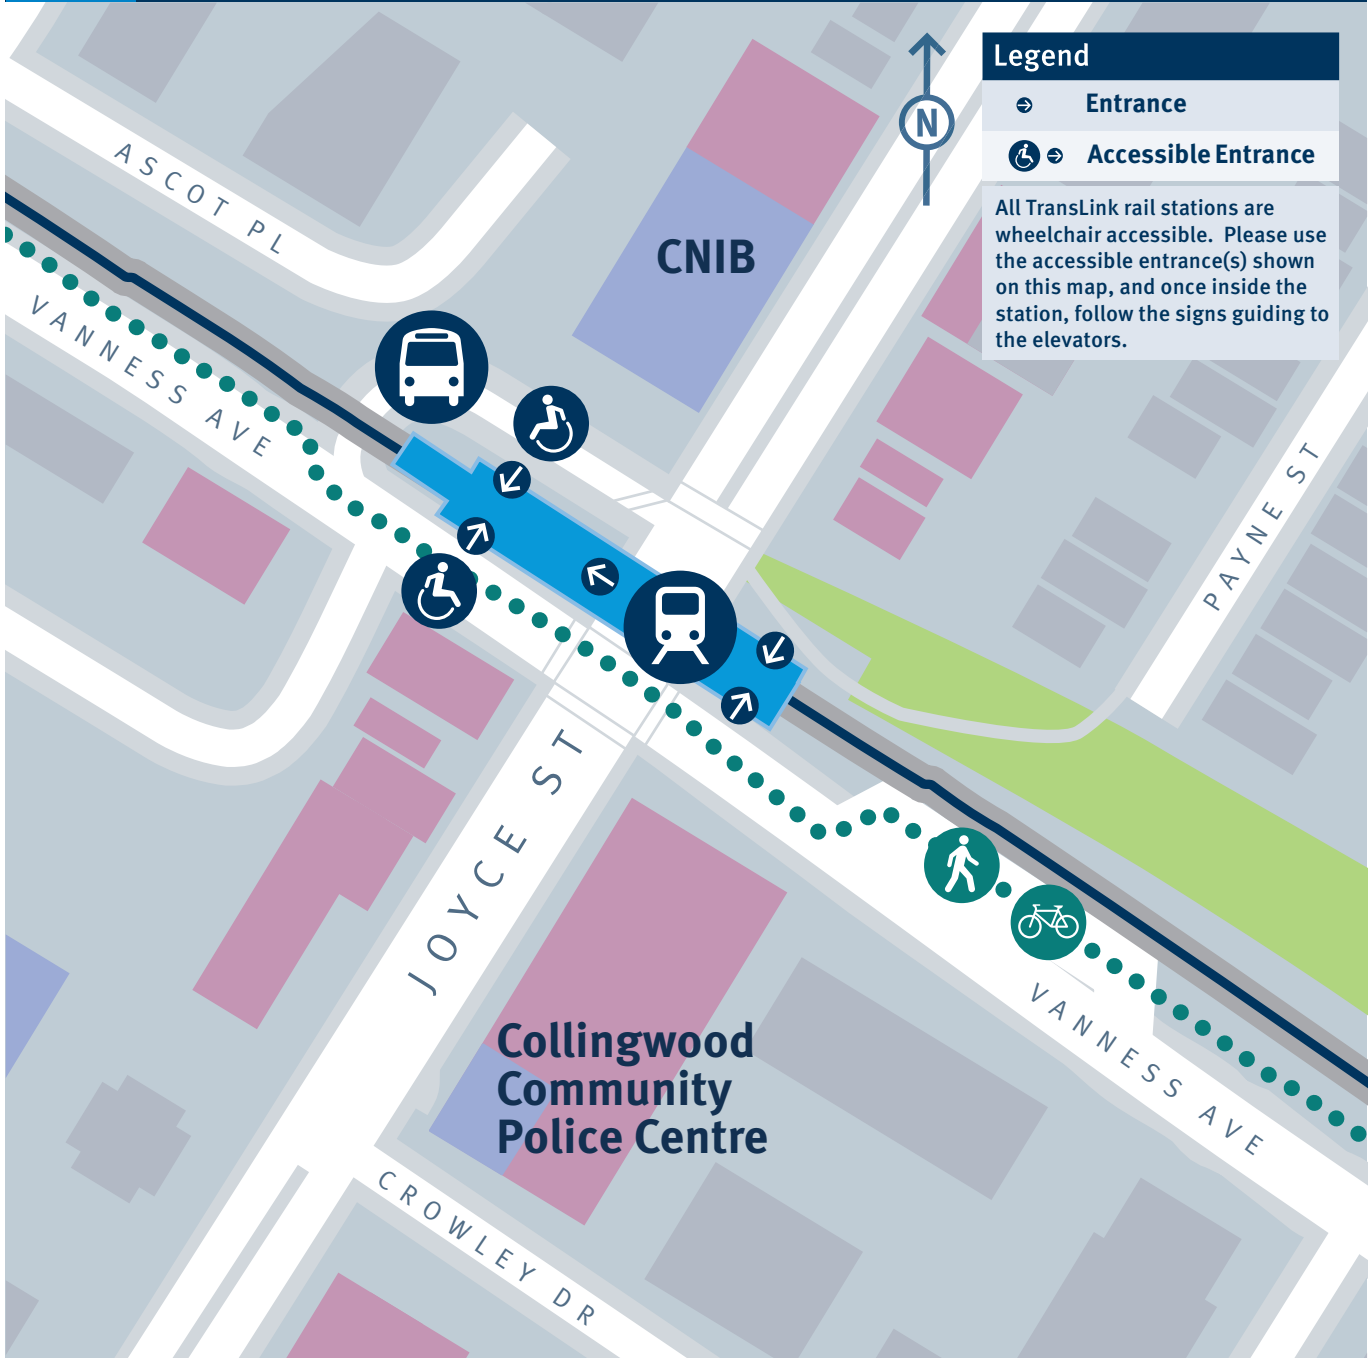 Legend
Entrance
Accessible Entrance
All TransLink rail stations are
wheelchair accessible.  Please use
the accessible entrance(s) shown
on this map, and once inside the
station, follow the signs guiding to
the elevators.
N
ASCOT PL
CNIB
VANNESS AVE
PAYNE ST
JOYCE ST
Collingwood
Community
Police Centre
VANNESS AVE
CROWLEY DR